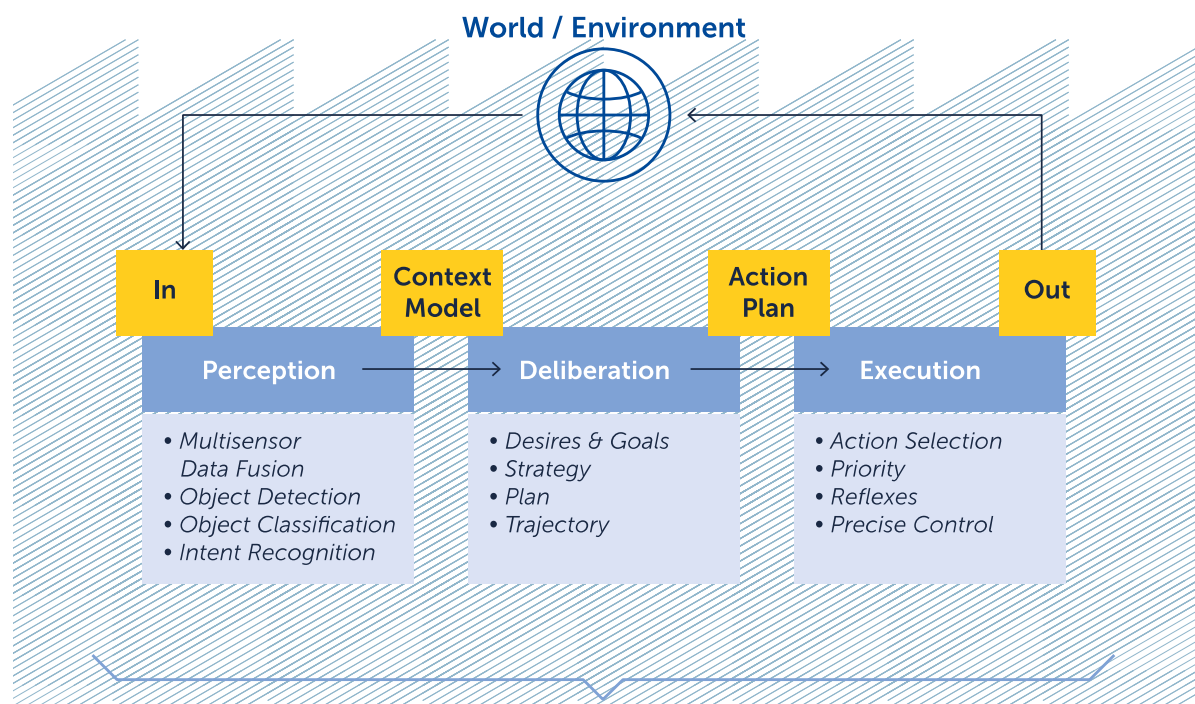 World / Environment
In
Context
Model
Action
Plan
Out
Perception
Deliberation
Execution
• Multisensor
Data Fusion
• Object Detection
• Object Classification
• Intent Recognition
• Desires & Goals
• Strategy
• Plan
• Trajectory
• Action Selection
• Priority
• Reflexes
• Precise Control